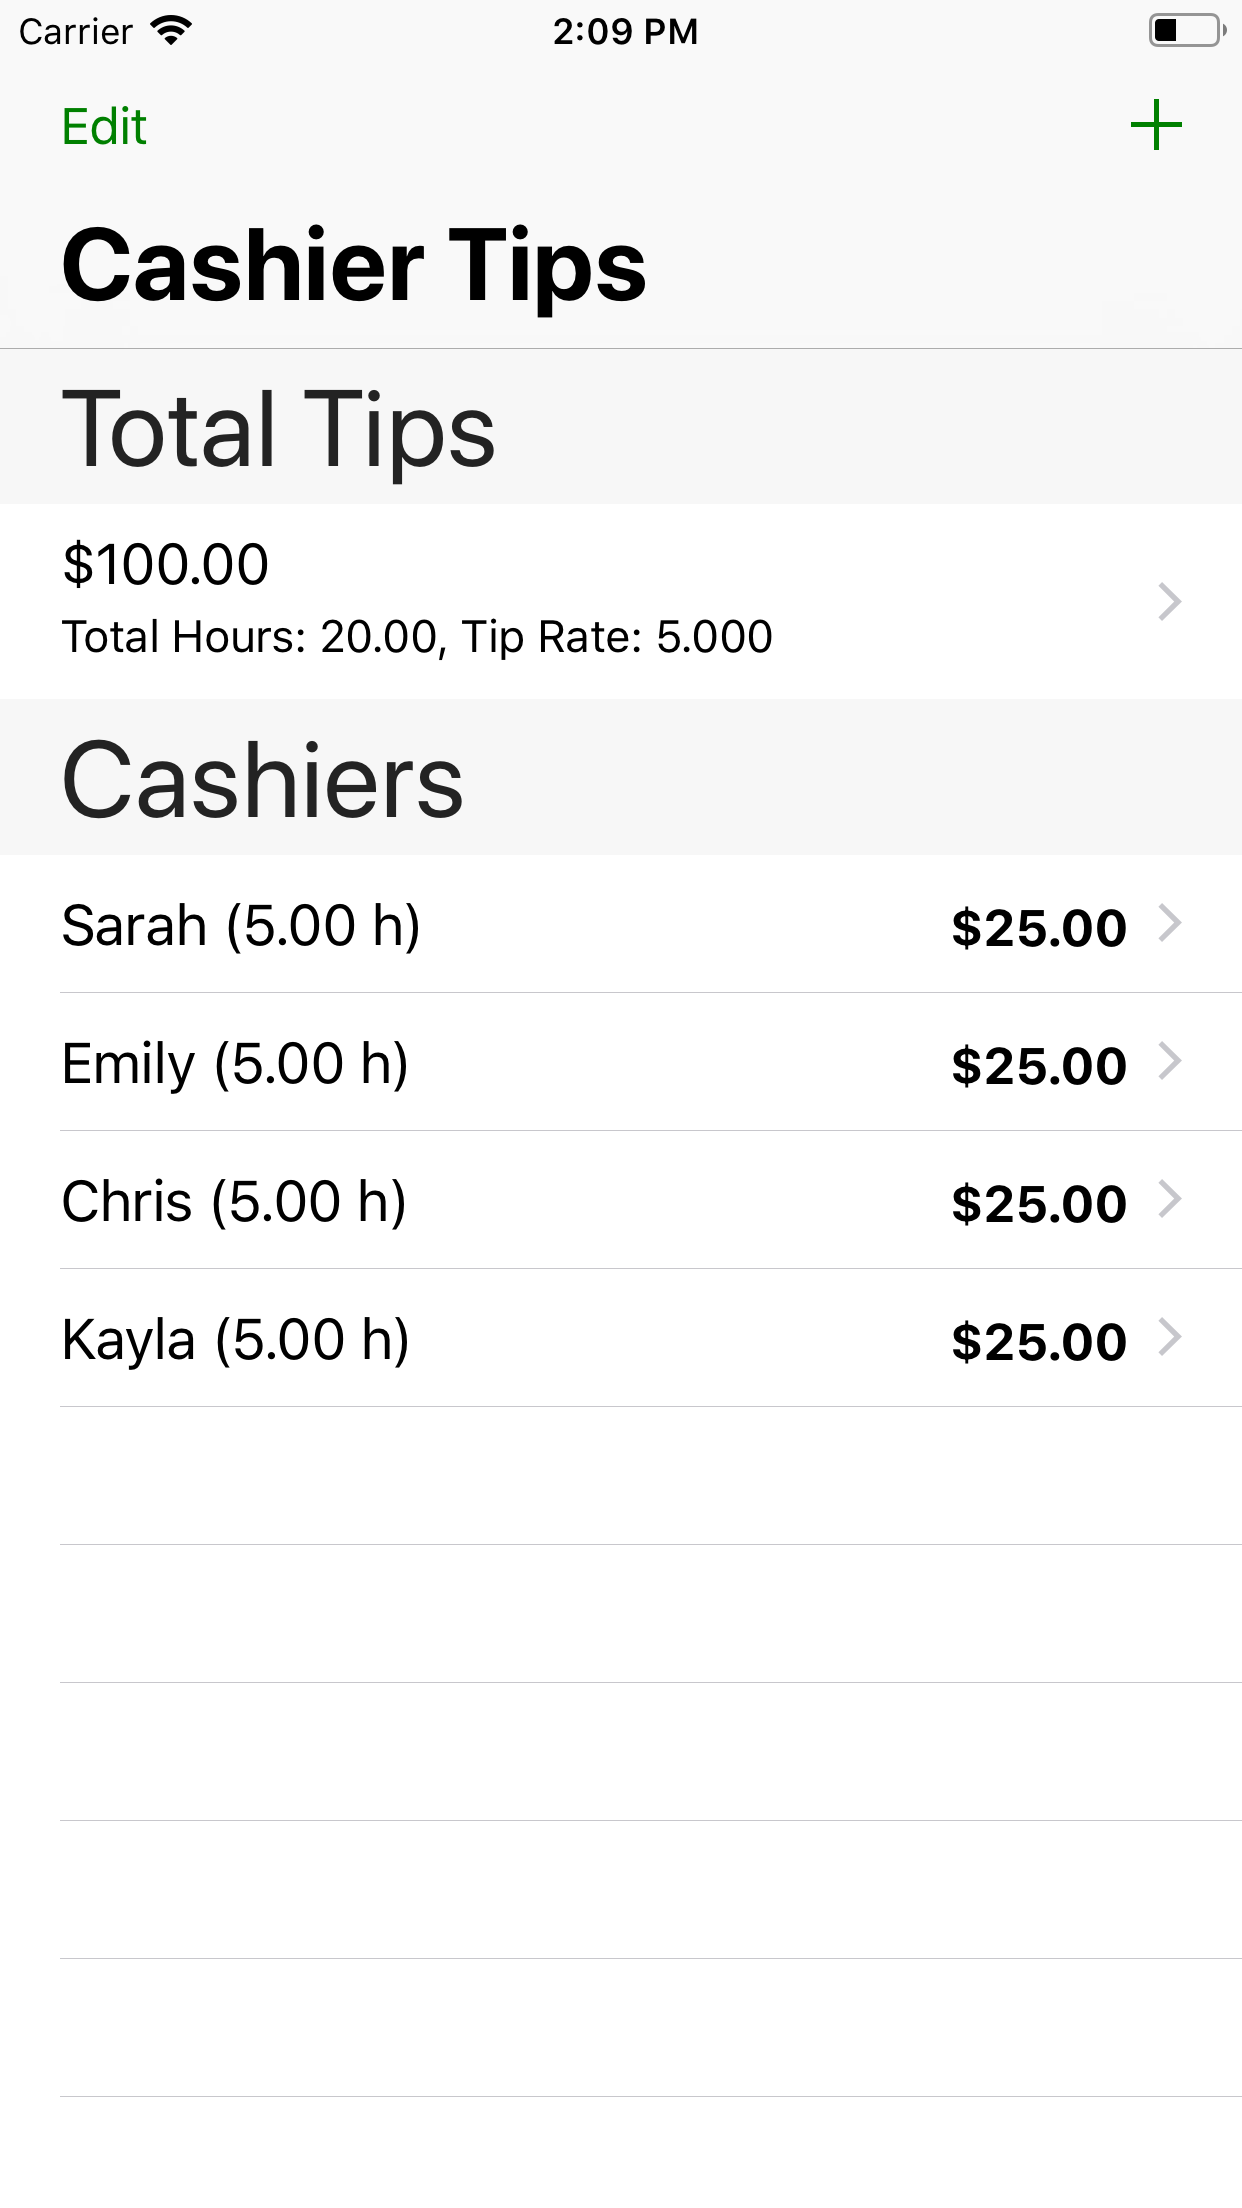 Carrier 2:09 PM
Edit
Cashier Tips
Total Tips
$100.00
Total Hours: 20.00, Tip Rate: 5.000
Cashiers
Sarah (5.00 h) $25.00
Emily (5.00 h) $25.00
Chris (5.00 h) $25.00
Kayla (5.00 h) $25.00